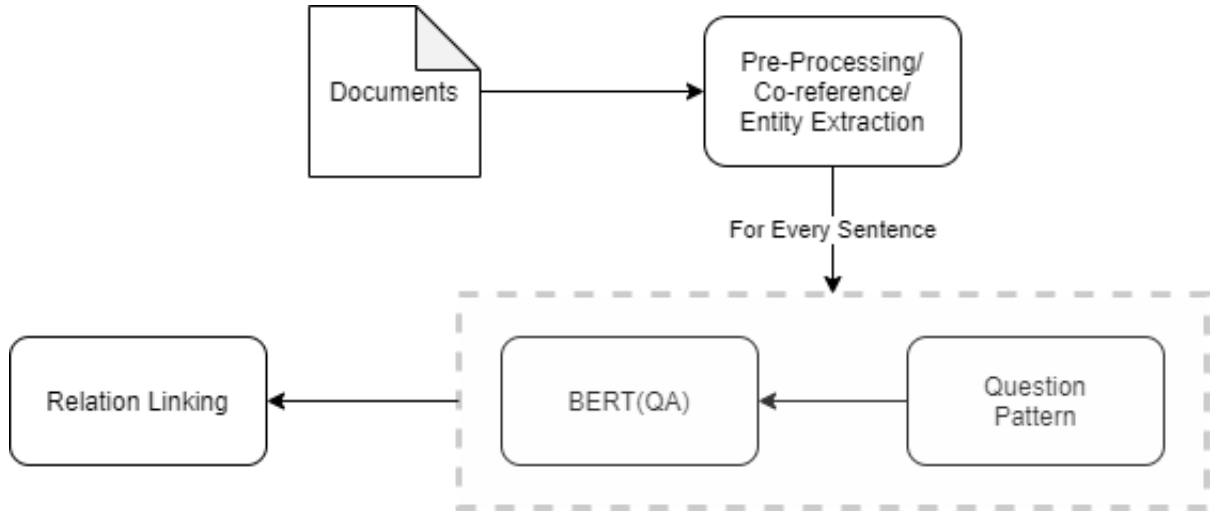 Documents
Pre-Processing/
Co-reference/
Entity Extraction
For Every Sentence
Relation Linking
BERT(QA)
Question
Pattern